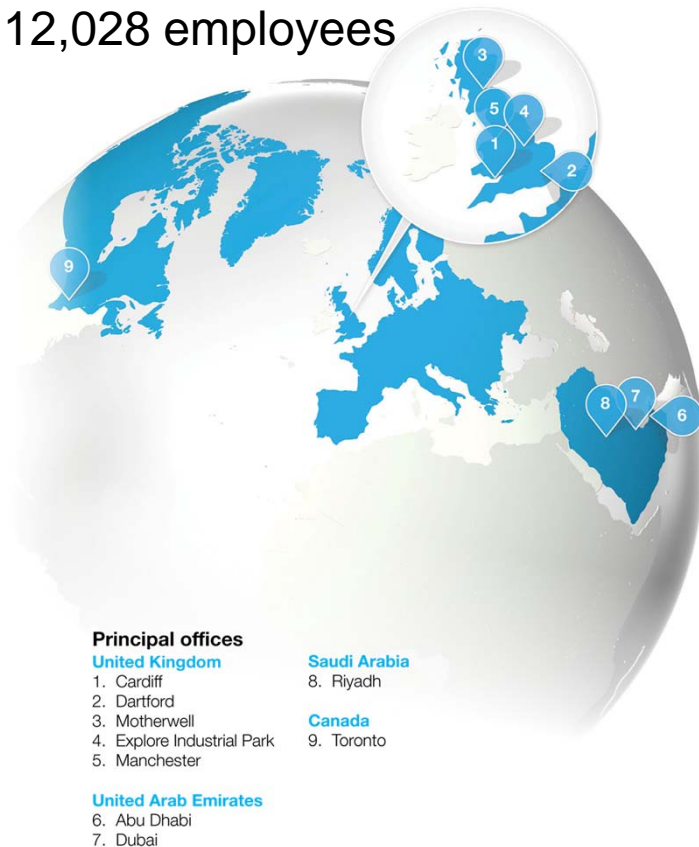 12,028 employees
3
5
4
1
2
9
8
7
6
Principal offices
United Kingdom
1. Cardiff
2. Dartford
3. Motherwell
4. Explore Industrial Park
5. Manchester
United Arab Emirates
6. Abu Dhabi
7. Dubai
Saudi Arabia
8. Riyadh
Canada
9. Toronto